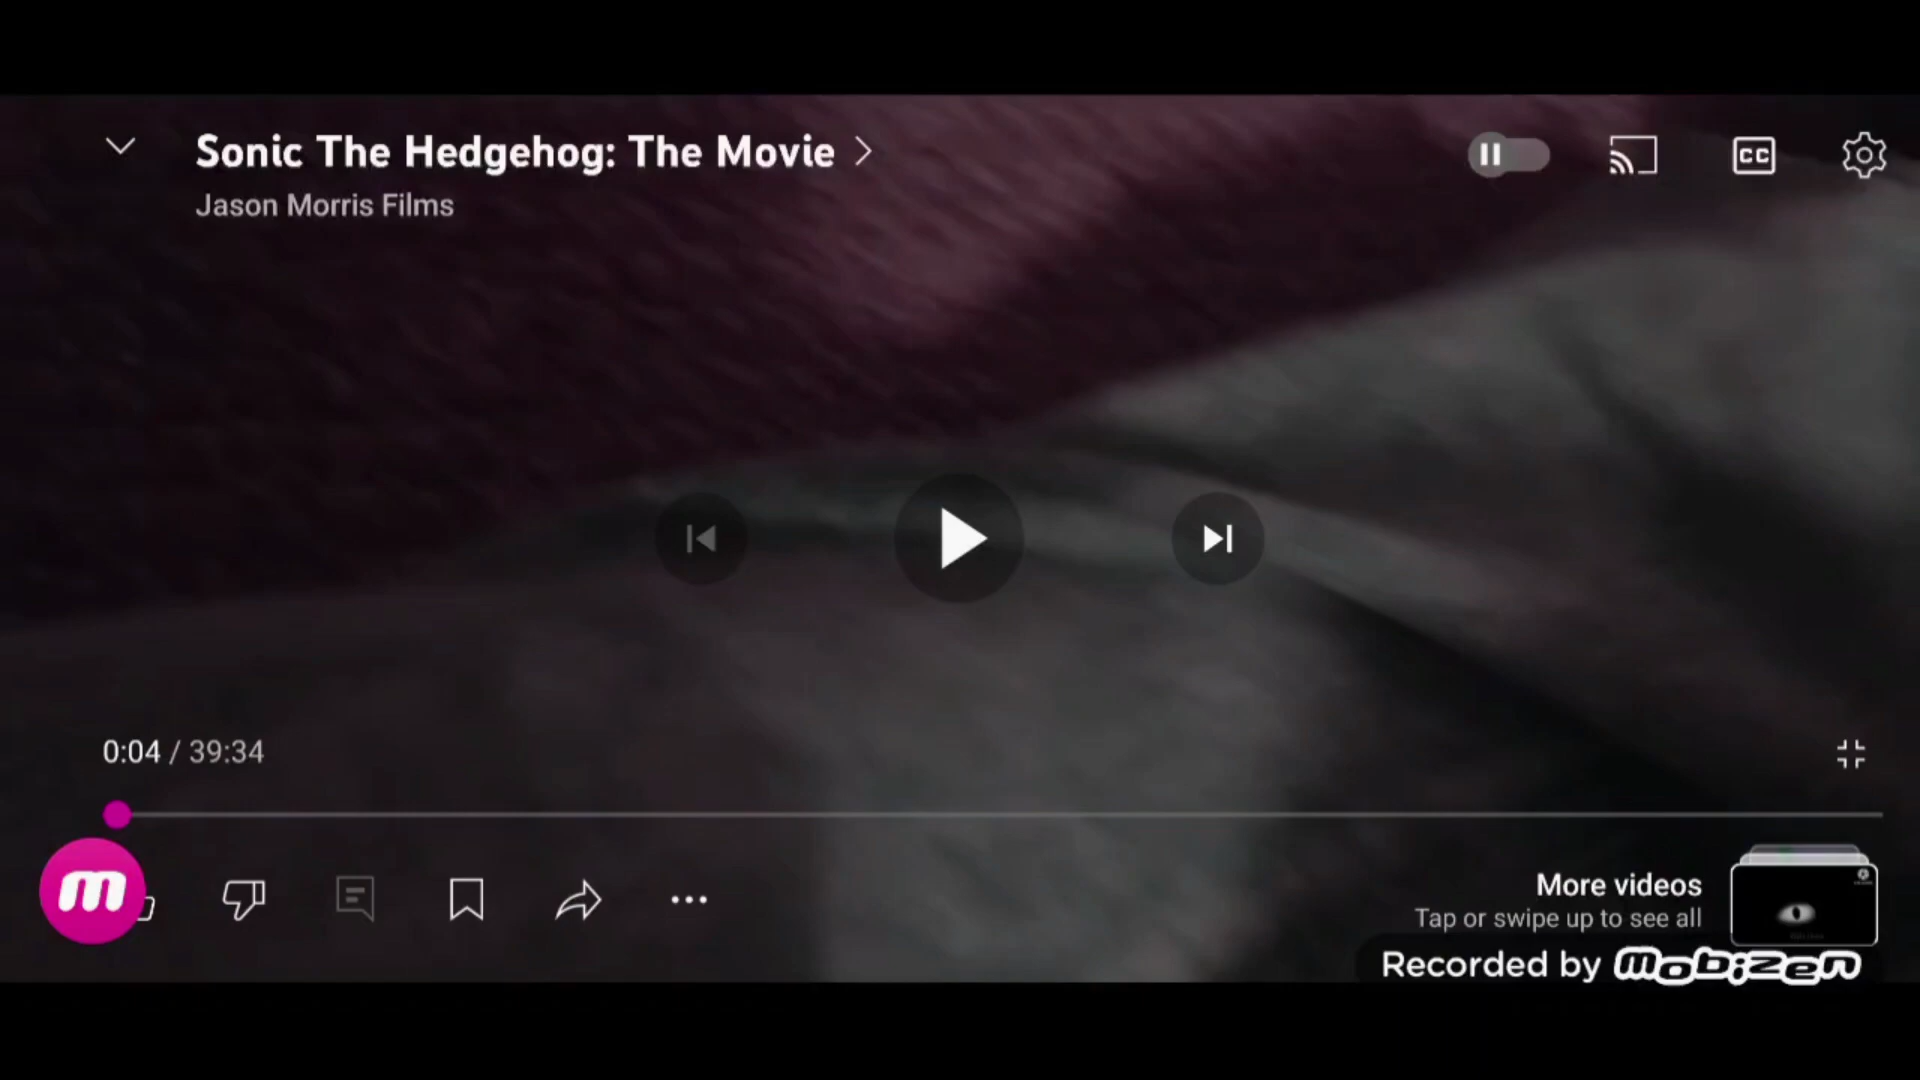 Sonic The Hedgehog: The Movie
Jason Morris Films
CC
0:04 / 39:34
m
More videos
Tap or swipe up to see all
Recorded by mobizen